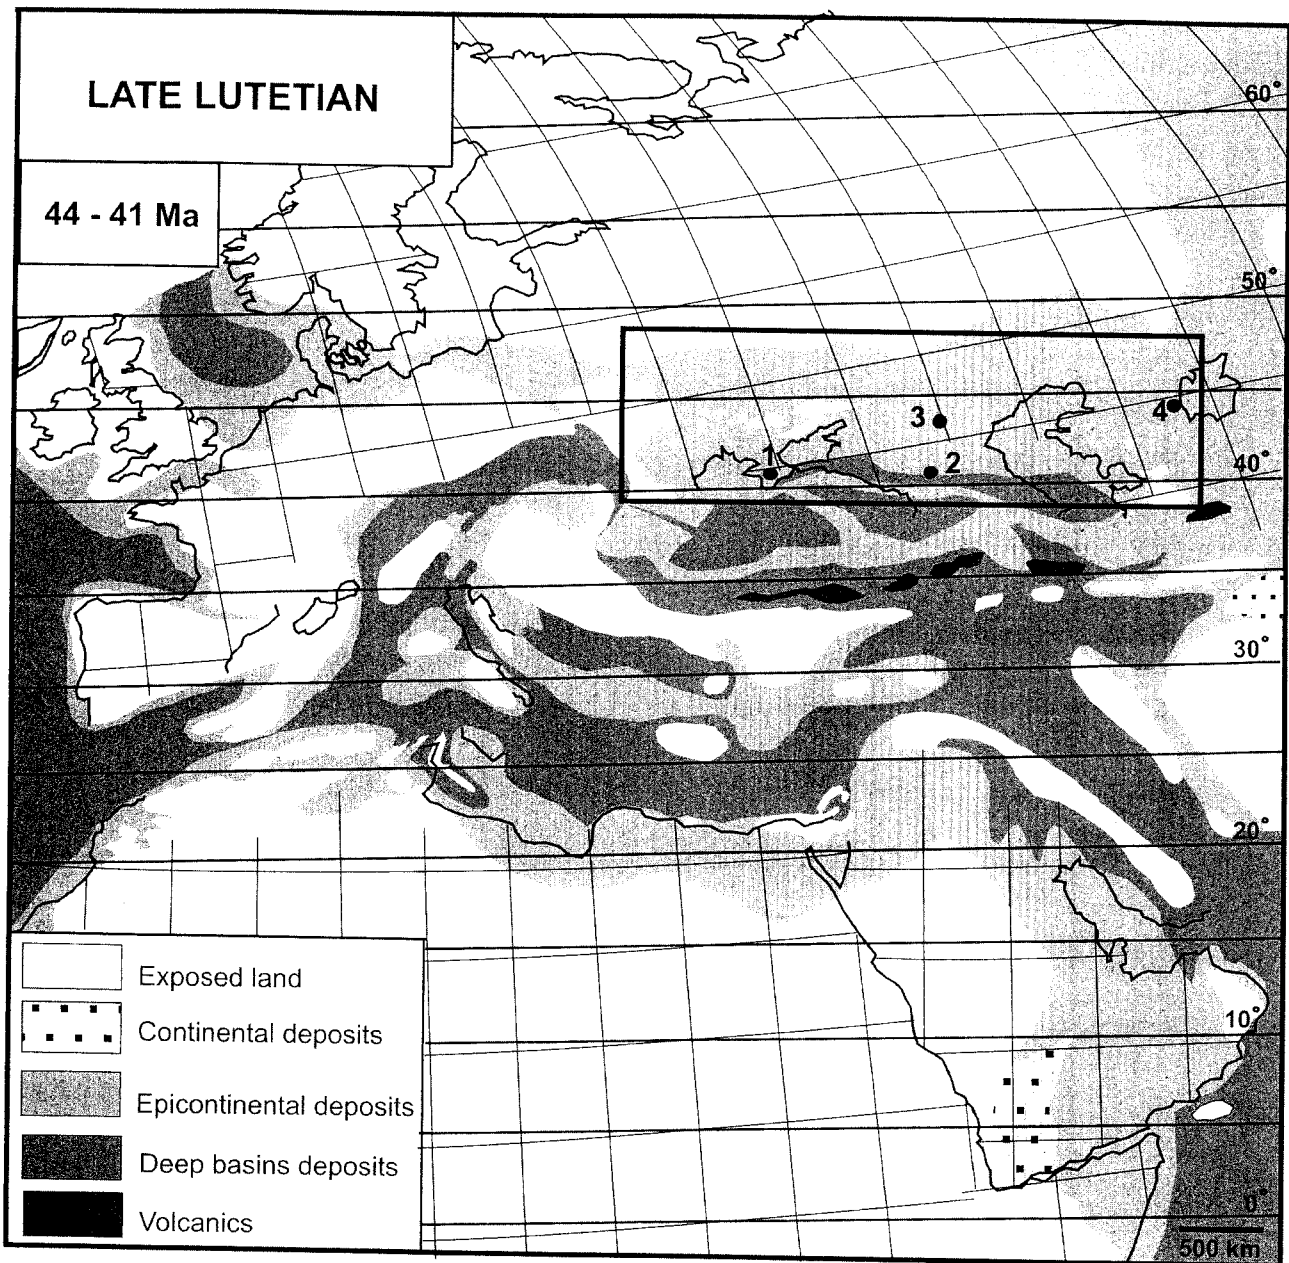 LATE LUTETIAN
44 - 41 Ma
60°
50°
3
4
1
2
40°
30°
20°
10°
0°
500 km
Exposed land
Continental deposits
Epicontinental deposits
Deep basins deposits
Volcanics